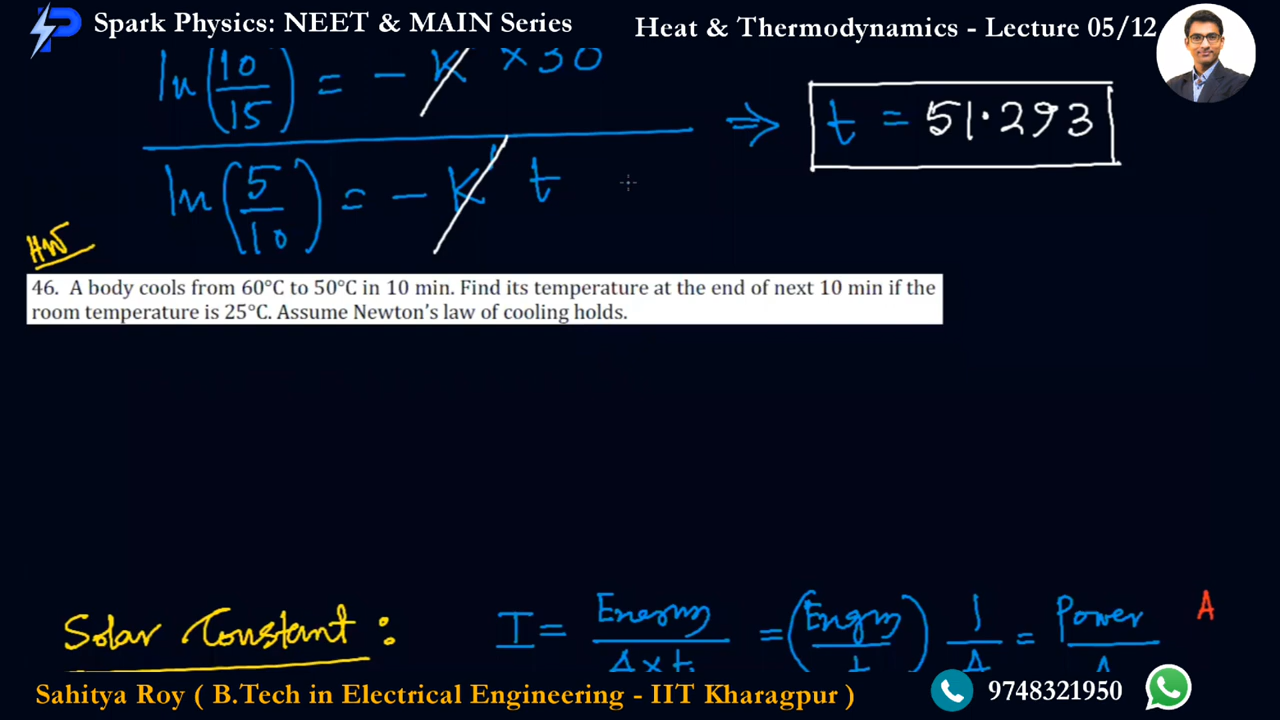 Spark Physics: NEET & MAIN Series
Heat & Thermodynamics - Lecture 05/12
ln(10/15) = - K × 30
ln(5/10) = - K t
⇒ t = 51.293
HW
46. A body cools from 60°C to 50°C in 10 min. Find its temperature at the end of next 10 min if the
room temperature is 25°C. Assume Newton's law of cooling holds.
Solar Constant : I = Energy / A × t = (Energy / t) 1 / A = Power / A
A
Sahitya Roy ( B.Tech in Electrical Engineering - IIT Kharagpur )
9748321950